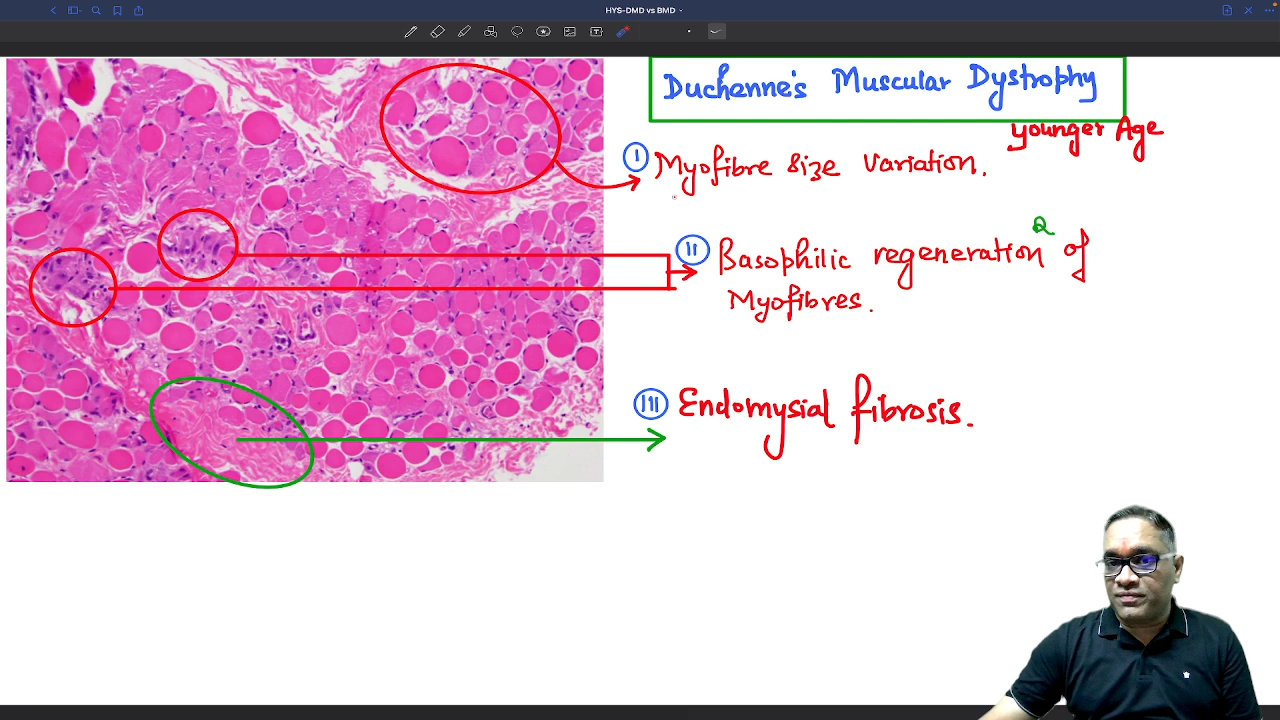 HYS-DMD vs BMD
Duchenne's Muscular Dystrophy
younger Age
I Myofibre size variation.
II Basophilic regeneration of
Myofibres.
III Endomysial fibrosis.